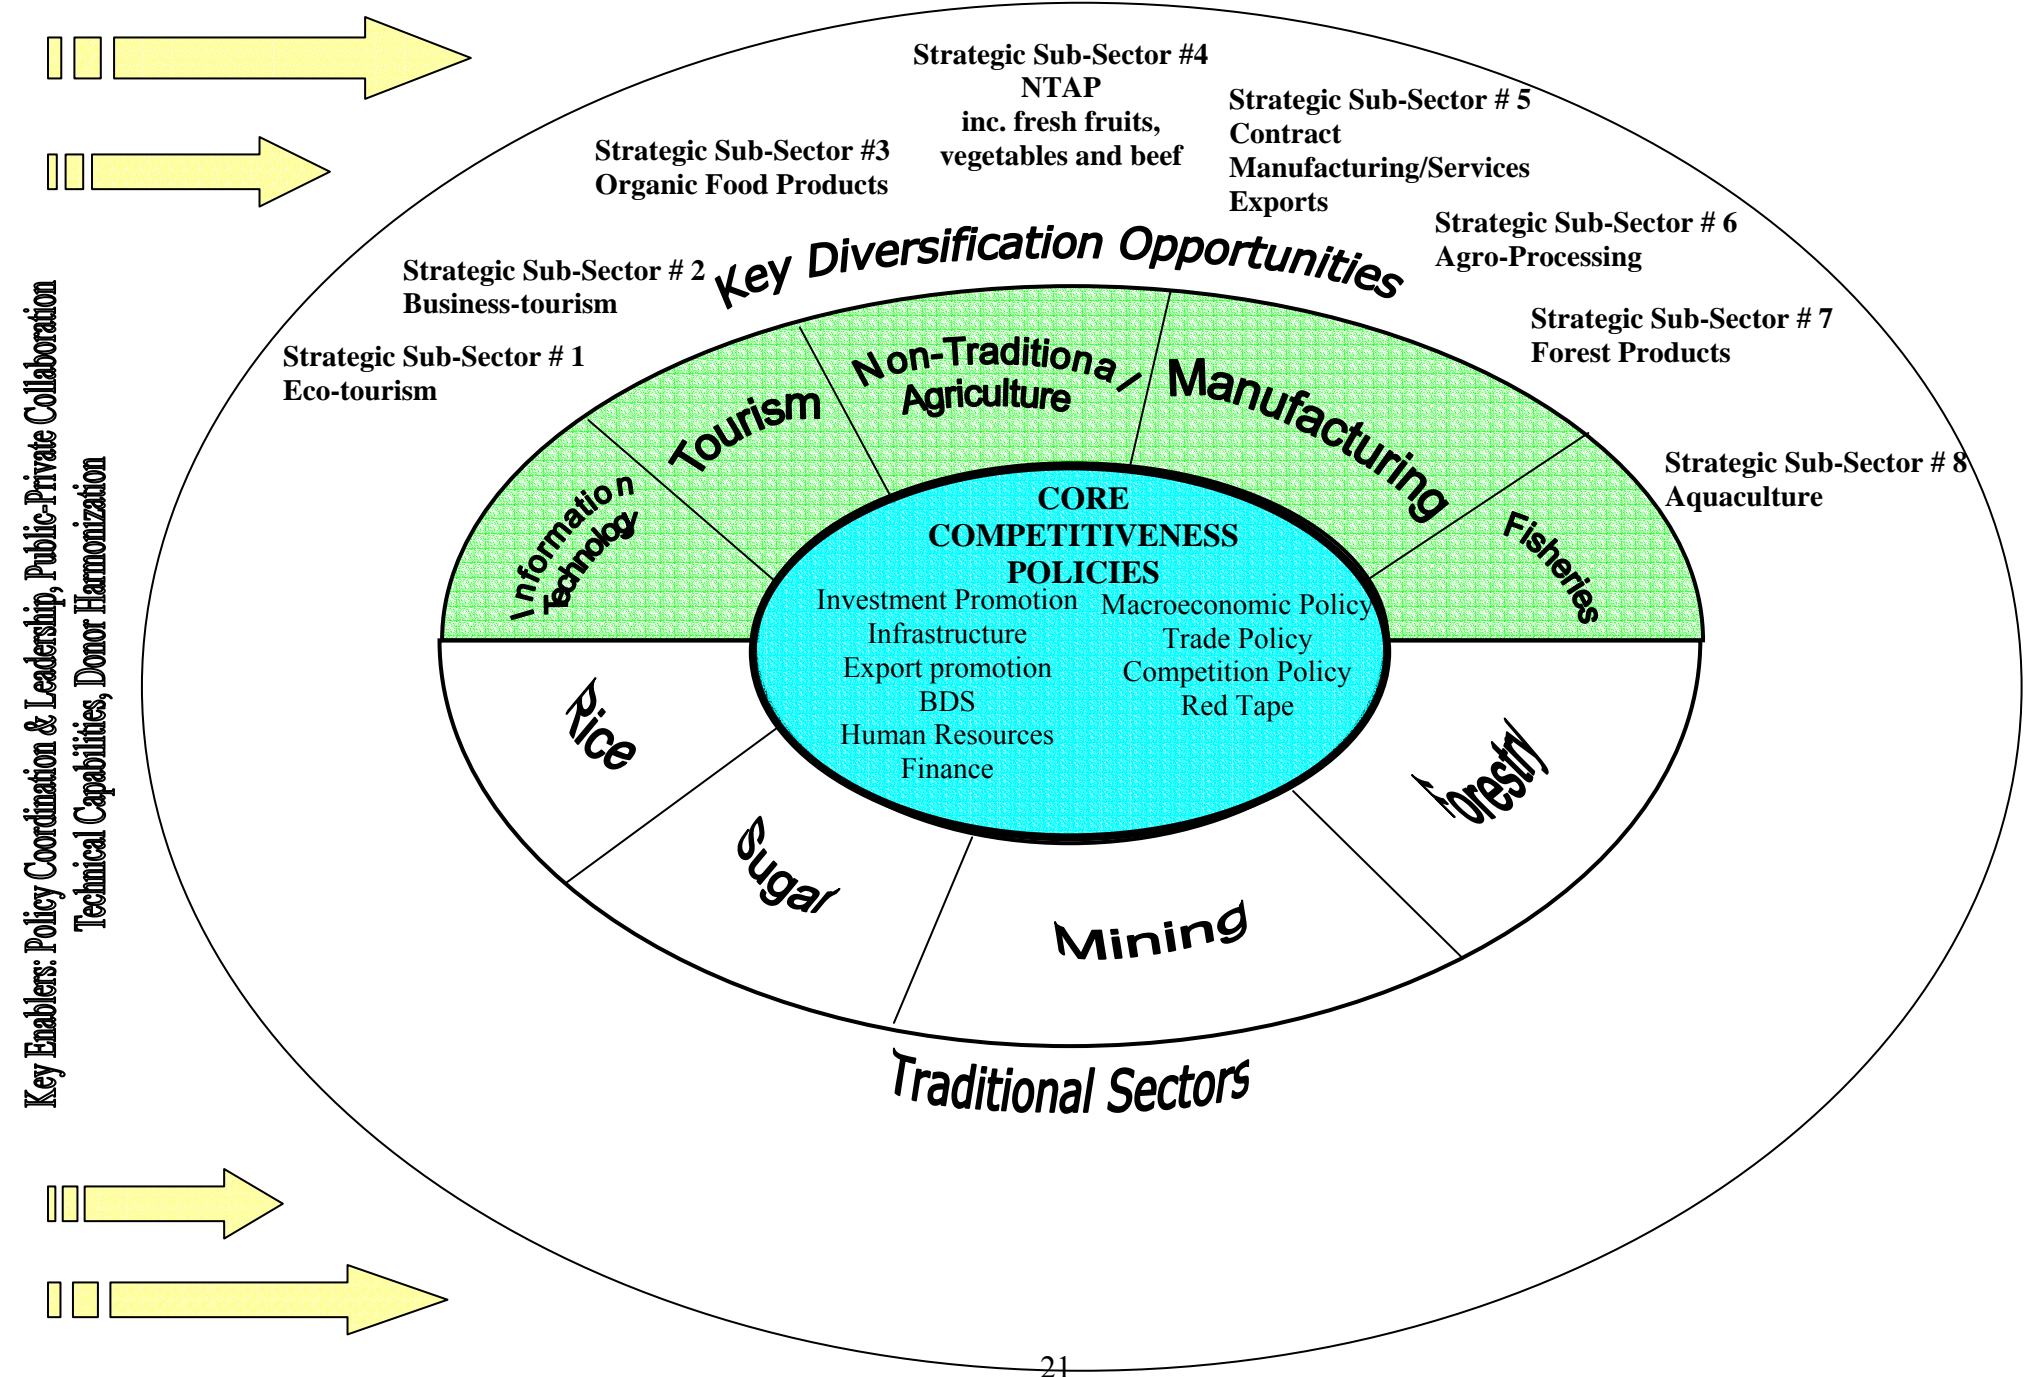 Key Enablers: Policy Coordination & Leadership, Public-Private Collaboration
Technical Capabilities, Donor Harmonization
Strategic Sub-Sector # 1
Eco-tourism
Strategic Sub-Sector # 2
Business-tourism
Strategic Sub-Sector #3
Organic Food Products
Strategic Sub-Sector #4
NTAP
inc. fresh fruits,
vegetables and beef
Strategic Sub-Sector # 5
Contract
Manufacturing/Services
Exports
Strategic Sub-Sector # 6
Agro-Processing
Strategic Sub-Sector # 7
Forest Products
Strategic Sub-Sector # 8
Aquaculture
Key Diversification Opportunities
Information
Technology
Tourism
Non-Traditional
Agriculture
Manufacturing
Fisheries
CORE
COMPETITIVENESS
POLICIES
Investment Promotion
Infrastructure
Export promotion
BDS
Human Resources
Finance
Macroeconomic Policy
Trade Policy
Competition Policy
Red Tape
Rice
Sugar
Mining
Forestry
Traditional Sectors
21